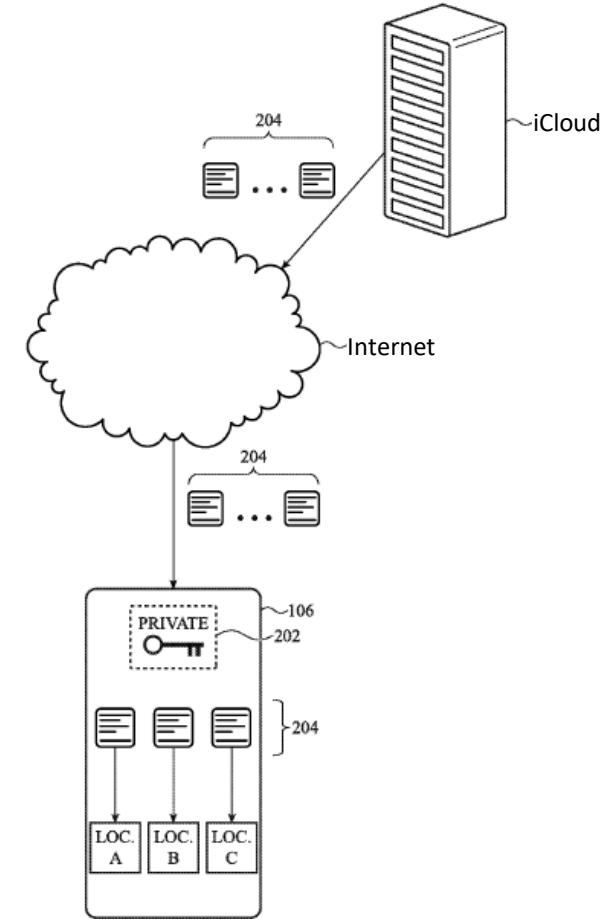 204
iCloud
Internet
204
106
PRIVATE
202
204
LOC.
A
LOC.
B
LOC.
C